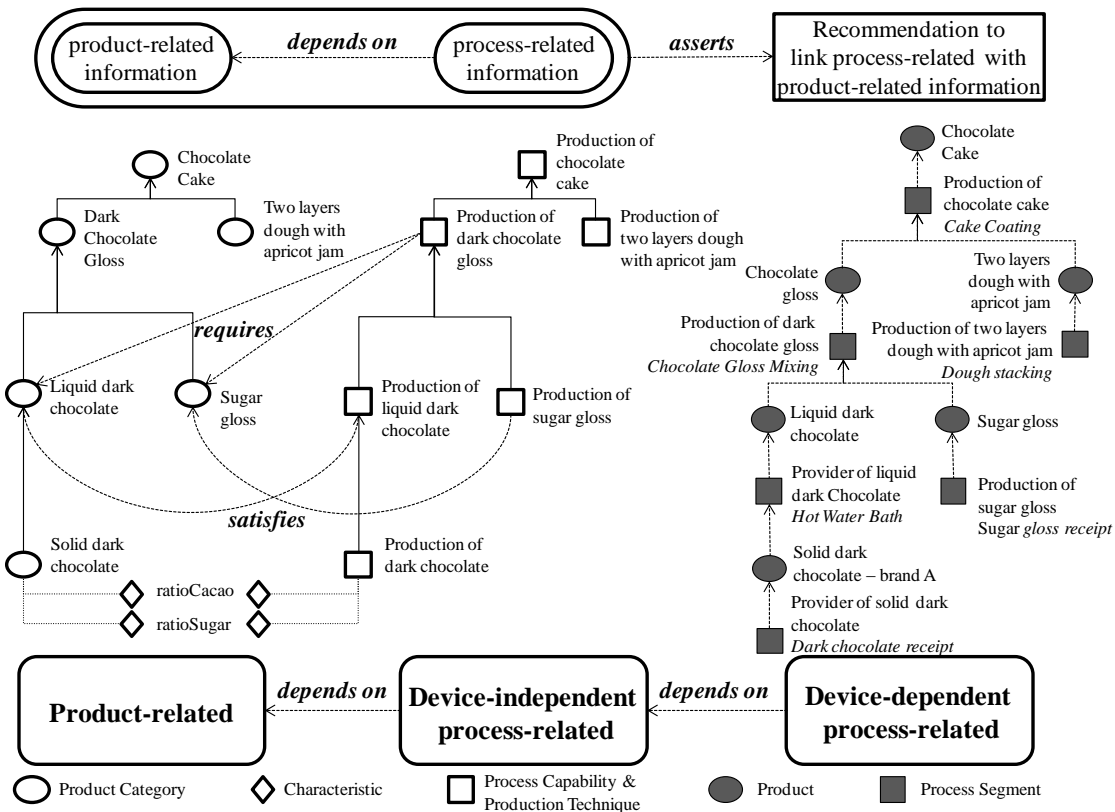 product-related
information
depends on
process-related
information
asserts
Recommendation to
link process-related with
product-related information
Chocolate
Cake
Dark
Chocolate
Gloss
Two layers
dough with
apricot jam
Production of
chocolate
cake
Production of
dark chocolate
gloss
Production of
two layers dough
with apricot jam
requires
Liquid dark
chocolate
Sugar
gloss
Production of
liquid dark
chocolate
Production of
sugar gloss
satisfies
Solid dark
chocolate
Production of
dark chocolate
ratioCacao
ratioSugar
Chocolate
Cake
Production of
chocolate cake
Cake Coating
Chocolate
gloss
Two layers
dough with
apricot jam
Production of dark
chocolate gloss
Chocolate Gloss Mixing
Production of two layers
dough with apricot jam
Dough stacking
Liquid dark
chocolate
Sugar gloss
Provider of liquid
dark Chocolate
Hot Water Bath
Production of
sugar gloss
Sugar gloss receipt
Solid dark
chocolate – brand A
Provider of solid dark
chocolate
Dark chocolate receipt
Product-related
depends on
Device-independent
process-related
depends on
Device-dependent
process-related
Product Category
Characteristic
Process Capability &
Production Technique
Product
Process Segment